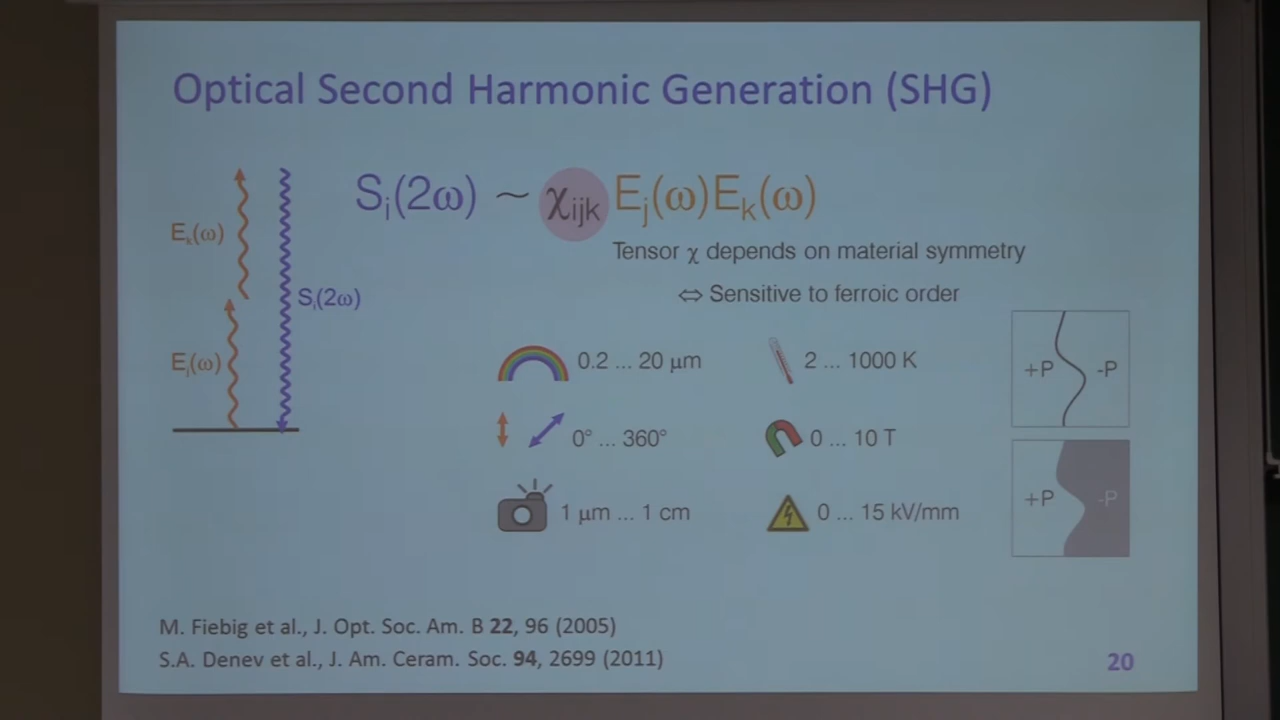 Optical Second Harmonic Generation (SHG)
Sᵢ(2ω) ~ χᵢⱼₖ Eⱼ(ω)Eₖ(ω)
Tensor χ depends on material symmetry
⇔ Sensitive to ferroic order
Eₖ(ω)
Sᵢ(2ω)
Eⱼ(ω)
0.2 ... 20 μm
2 ... 1000 K
0° ... 360°
0 ... 10 T
1 μm ... 1 cm
0 ... 15 kV/mm
+P -P
+P -P
M. Fiebig et al., J. Opt. Soc. Am. B 22, 96 (2005)
S.A. Denev et al., J. Am. Ceram. Soc. 94, 2699 (2011)
20